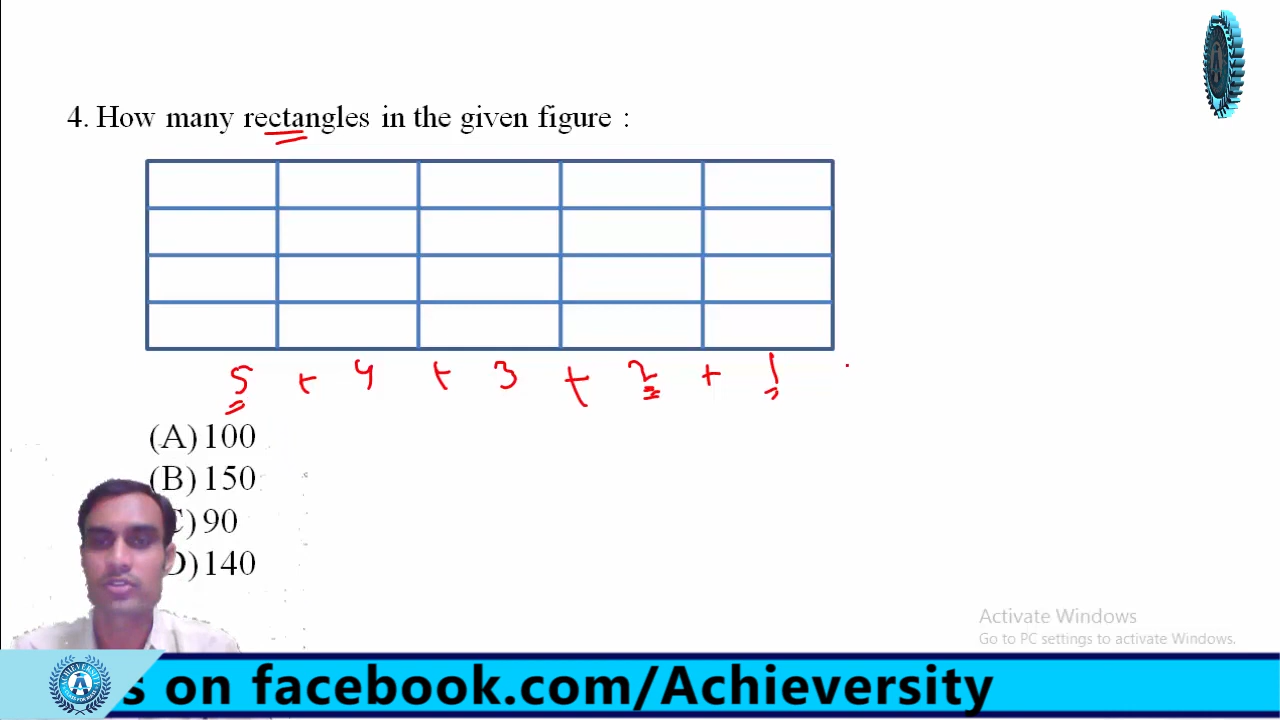 4. How many rectangles in the given figure :
5 + 4 + 3 + 2 + 1
(A) 100
(B) 150
C) 90
D) 140
Activate Windows
Go to PC settings to activate Windows.
s on facebook.com/Achieversity